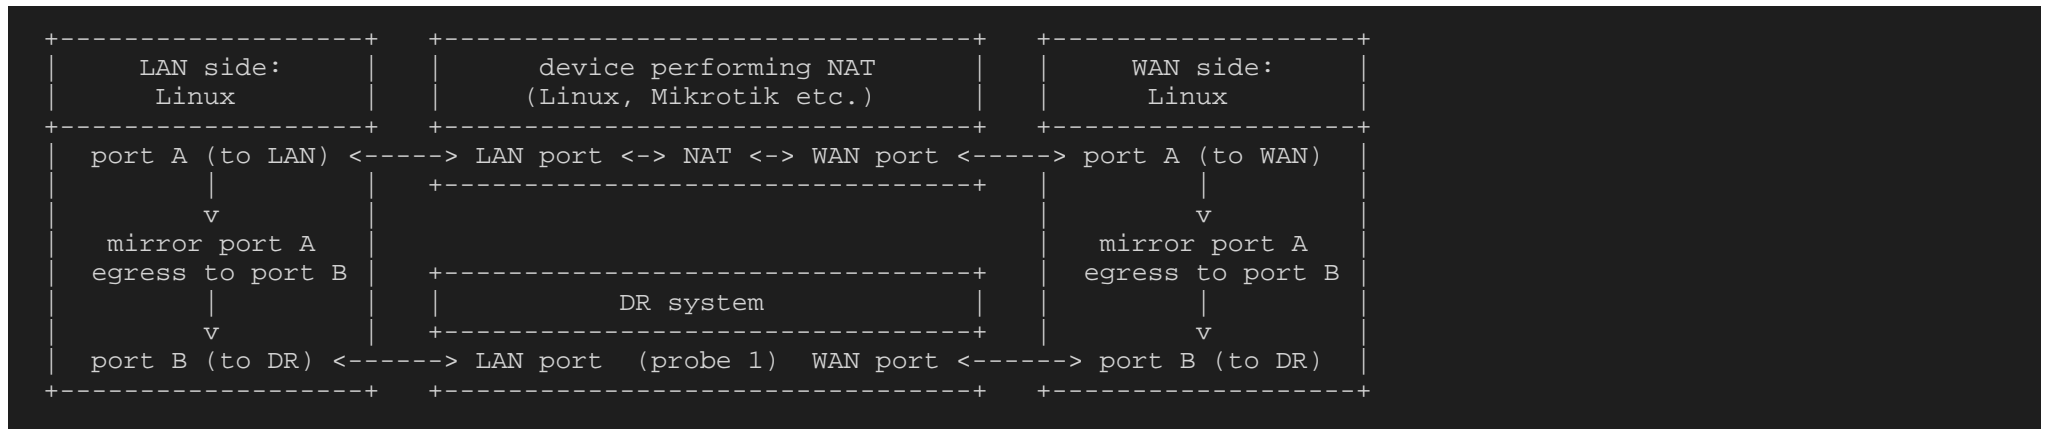 +-------------------+   +---------------------------------+   +-------------------+
|     LAN side:     |   |      device performing NAT      |   |     WAN side:     |
|      Linux        |   |     (Linux, Mikrotik etc.)      |   |      Linux        |
+-------------------+   +---------------------------------+   +-------------------+
|  port A (to LAN) <-----> LAN port <-> NAT <-> WAN port <-----> port A (to WAN)  |
|         |         |   +---------------------------------+   |         |         |
|         v         |                                         |         v         |
|   mirror port A   |                                         |   mirror port A   |
|  egress to port B |   +---------------------------------+   |  egress to port B |
|         |         |   |           DR system             |   |         |         |
|         v         |   +---------------------------------+   |         v         |
|  port B (to DR) <------> LAN port  (probe 1)  WAN port <------> port B (to DR)  |
+-------------------+   +---------------------------------+   +-------------------+